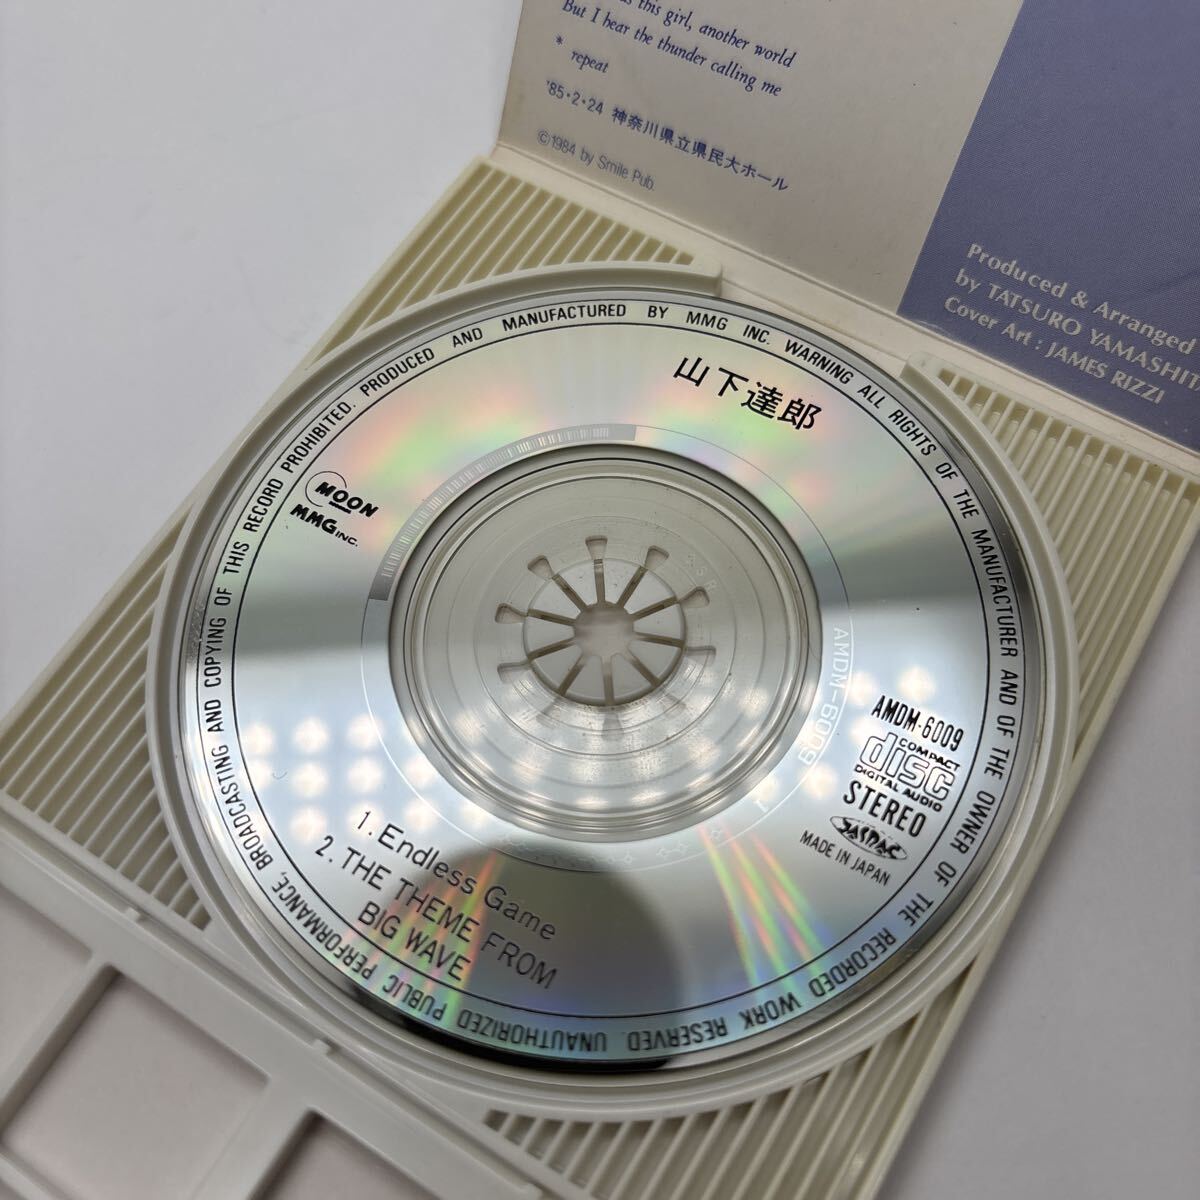 this girl, another world
But I hear the thunder calling me
* repeat
'85・2・24 神奈川県立県民大ホール
©1984 by Smile Pub.
Produced & Arranged
by TATSURO YAMASHITA
Cover Art : JAMES RIZZI
PRODUCED AND MANUFACTURED BY MMG INC. WARNING ALL RIGHTS OF THE MANUFACTURER AND OF THE OWNER OF THE RECORDED WORK RESERVED. UNAUTHORIZED PUBLIC PERFORMANCE, BROADCASTING AND COPYING OF THIS RECORD PROHIBITED.
山下達郎
MOON
MMG INC.
AMDM-6009
AMDM-6009
COMPACT
disc
DIGITAL AUDIO
STEREO
JASRAC
MADE IN JAPAN
1. Endless Game
2. THE THEME FROM
BIG WAVE